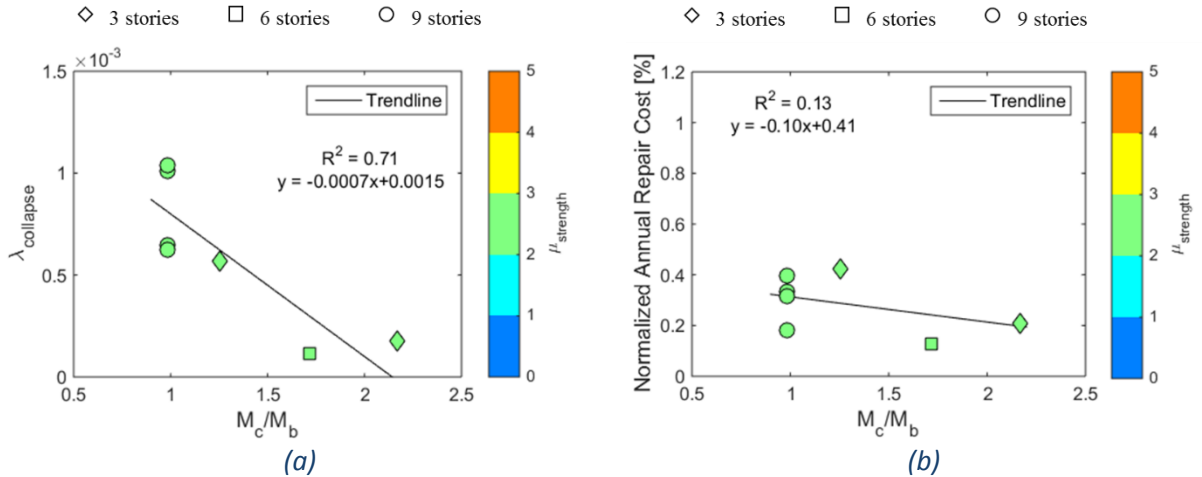 3 stories 6 stories 9 stories
×10⁻³
1.5
1
0.5
0
0.5 1 1.5 2 2.5
λcollapse
Mc/Mb
Trendline
R² = 0.71
y = -0.0007x+0.0015
5
4
3
2
1
0
μstrength
(a)
3 stories 6 stories 9 stories
1.2
1
0.8
0.6
0.4
0.2
0
0.5 1 1.5 2 2.5
Normalized Annual Repair Cost [%]
Mc/Mb
R² = 0.13
y = -0.10x+0.41
Trendline
5
4
3
2
1
0
μstrength
(b)